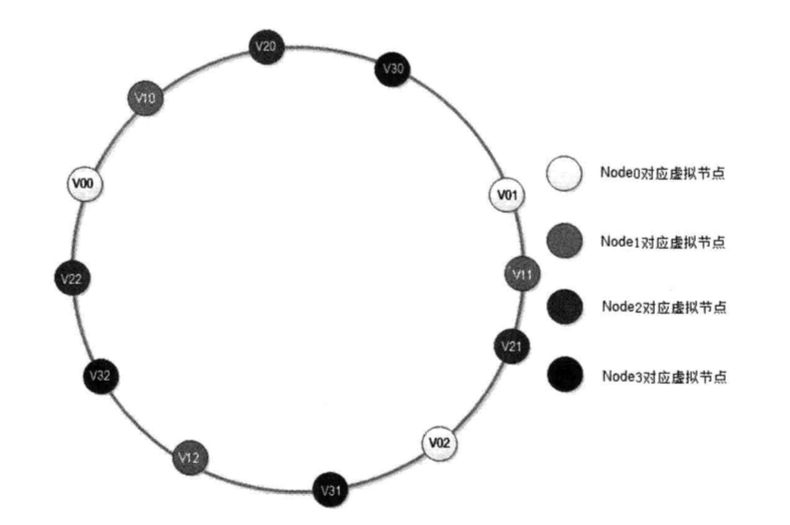 V20
V30
V10
V00
V01
Node0对应虚拟节点
Node1对应虚拟节点
V22
V11
Node2对应虚拟节点
V21
V32
Node3对应虚拟节点
V02
V12
V31